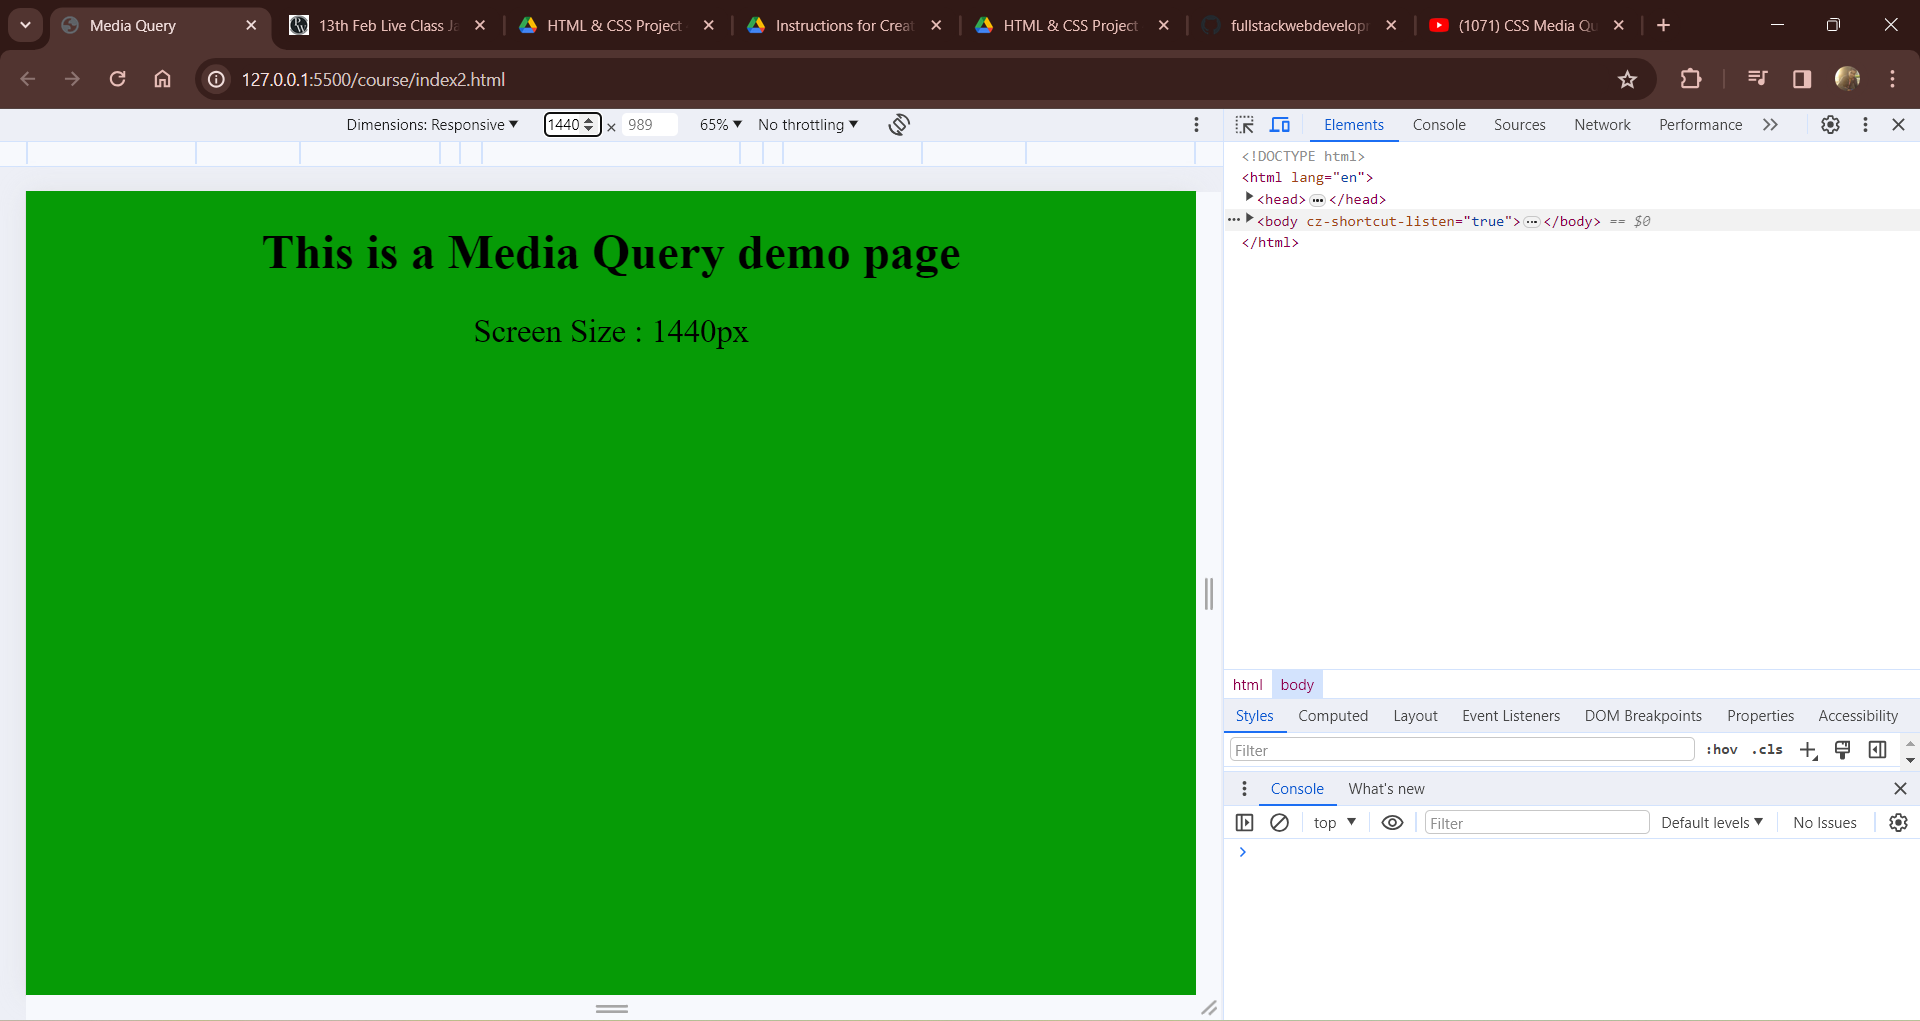 Media Query
13th Feb Live Class Ja
HTML & CSS Project
Instructions for Creat
HTML & CSS Project
fullstackwebdevelopm
(1071) CSS Media Qu
127.0.0.1:5500/course/index2.html
Dimensions: Responsive
1440 × 989
65%
No throttling
This is a Media Query demo page
Screen Size : 1440px
Elements
Console
Sources
Network
Performance
<!DOCTYPE html>
<html lang="en">
<head> ••• </head>
••• <body cz-shortcut-listen="true"> ••• </body> == $0
</html>
html
body
Styles
Computed
Layout
Event Listeners
DOM Breakpoints
Properties
Accessibility
Filter
:hov
.cls
Console
What's new
top
Filter
Default levels
No Issues